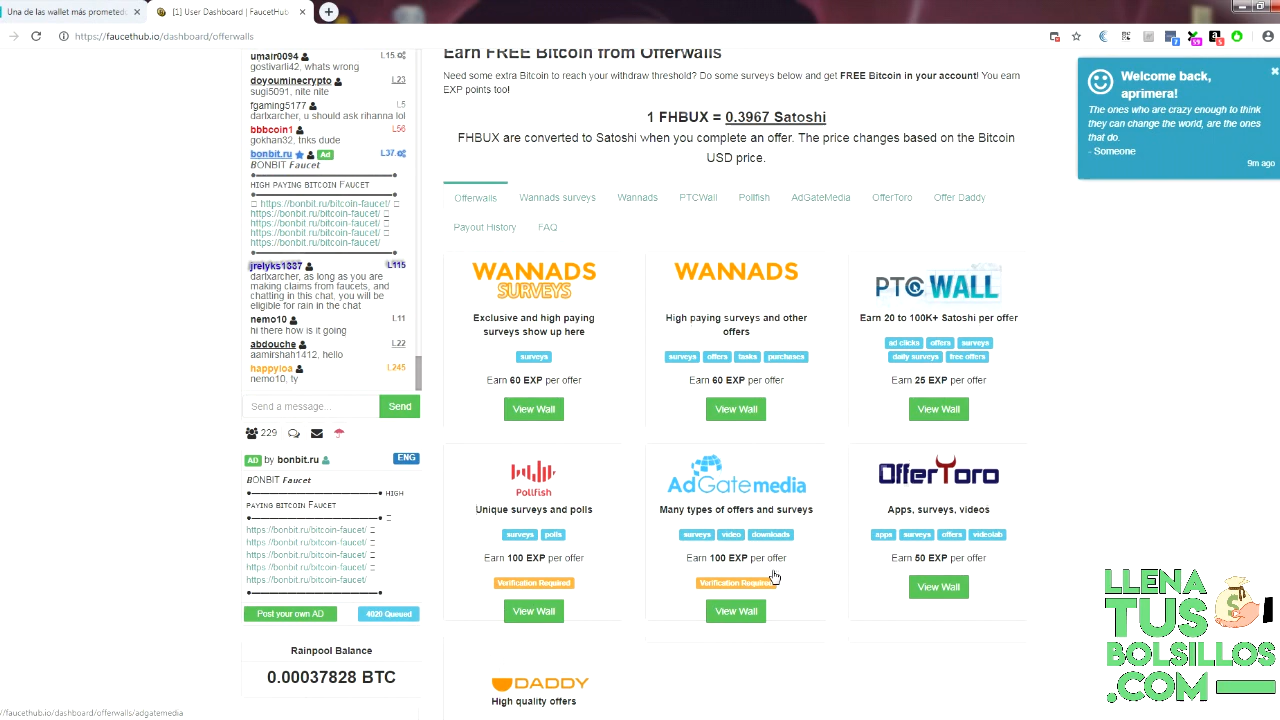 Una de las wallet más prometed
[1] User Dashboard | FaucetHub
https://faucethub.io/dashboard/offerwalls
umair0094 L15
gostivarli42, whats wrong
doyouminecrypto L23
sugi5091, nite nite
fgaming5177 L5
darlxarcher, u should ask rihanna lol
bbbcoin1 L56
gokhan32, tnks dude
bonbit.ru Ad L37
BONBIT Faucet
HIGH PAYING BITCOIN FAUCET
https://bonbit.ru/bitcoin-faucet/
https://bonbit.ru/bitcoin-faucet/
https://bonbit.ru/bitcoin-faucet/
https://bonbit.ru/bitcoin-faucet/
https://bonbit.ru/bitcoin-faucet/
jrelyks1337 L115
darlxarcher, as long as you are
making claims from faucets, and
chatting in this chat, you will be
eligible for rain in the chat
nemo10 L11
hi there how is it going
abdouche L22
aamirshah1412, hello
happyloa L245
nemo10, ty
Send a message... Send
229
AD by bonbit.ru ENG
BONBIT Faucet
HIGH
PAYING BITCOIN FAUCET
https://bonbit.ru/bitcoin-faucet/
https://bonbit.ru/bitcoin-faucet/
https://bonbit.ru/bitcoin-faucet/
https://bonbit.ru/bitcoin-faucet/
https://bonbit.ru/bitcoin-faucet/
Post your own AD 4020 Queued
Rainpool Balance
0.00037828 BTC
Earn FREE Bitcoin from Offerwalls
Need some extra Bitcoin to reach your withdraw threshold? Do some surveys below and get FREE Bitcoin in your account! You earn
EXP points too!
1 FHBUX = 0.3967 Satoshi
FHBUX are converted to Satoshi when you complete an offer. The price changes based on the Bitcoin
USD price.
Offerwalls Wannads surveys Wannads PTCWall Pollfish AdGateMedia OfferToro Offer Daddy
Payout History FAQ
WANNADS
SURVEYS
Exclusive and high paying
surveys show up here
surveys
Earn 60 EXP per offer
View Wall
WANNADS
High paying surveys and other
offers
surveys offers tasks purchases
Earn 60 EXP per offer
View Wall
PTC WALL
Earn 20 to 100K+ Satoshi per offer
ad clicks offers surveys
daily surveys free offers
Earn 25 EXP per offer
View Wall
Pollfish
Unique surveys and polls
surveys polls
Earn 100 EXP per offer
Verification Required
View Wall
AdGatemedia
Many types of offers and surveys
surveys video downloads
Earn 100 EXP per offer
Verification Required
View Wall
OfferToro
Apps, surveys, videos
apps surveys offers videolab
Earn 50 EXP per offer
View Wall
DADDY
High quality offers
Welcome back,
aprimera!
The ones who are crazy enough to think
they can change the world, are the ones
that do.
- Someone
9m ago
LLENA
TUS
BOLSILLOS
.COM
//faucethub.io/dashboard/offerwalls/adgatemedia